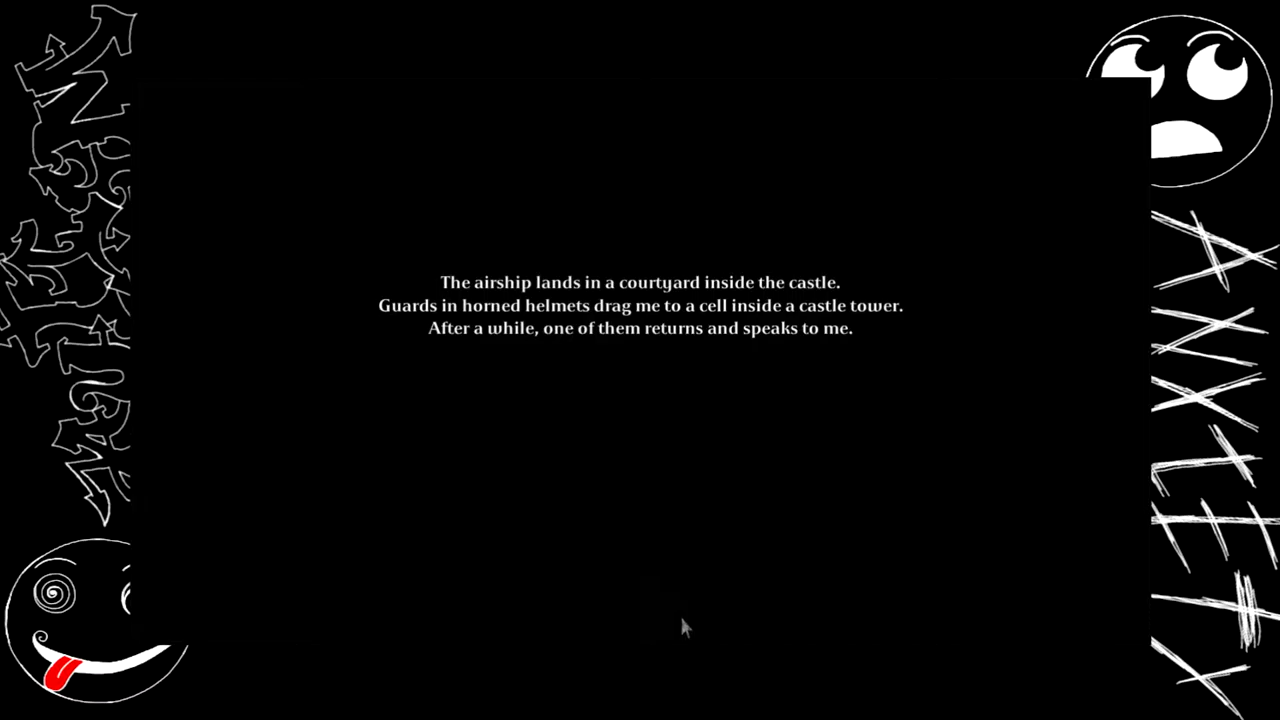 The airship lands in a courtyard inside the castle.
Guards in horned helmets drag me to a cell inside a castle tower.
After a while, one of them returns and speaks to me.